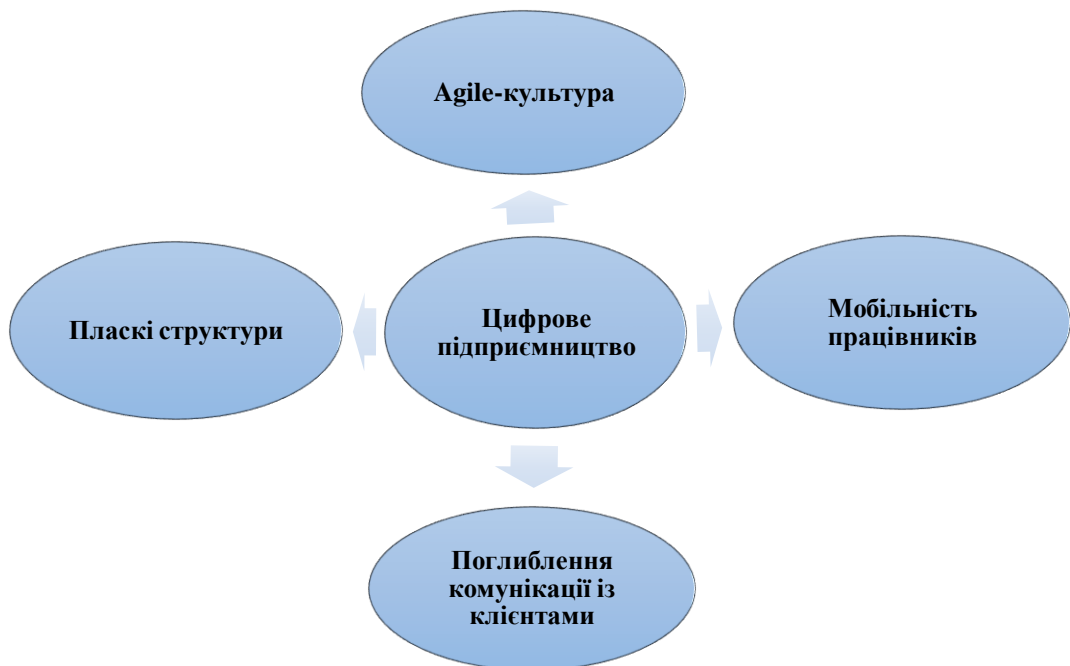 Agile-культура
Пласкі структури
Цифрове
підприємництво
Мобільність
працівників
Поглиблення
комунікації із
клієнтами